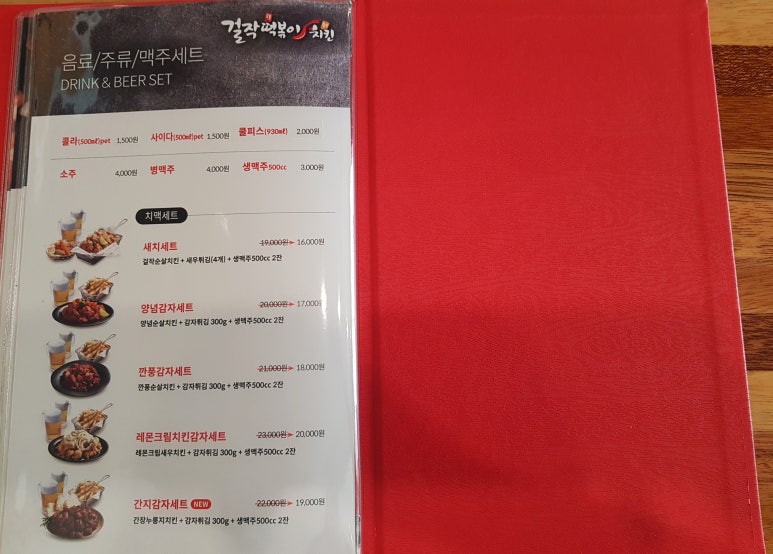 걸작떡볶이치킨
음료/주류/맥주세트
DRINK & BEER SET
콜라(500㎖)pet 1,500원 사이다(500㎖)pet 1,500원 쿨피스(930㎖) 2,000원
소주 4,000원 병맥주 4,000원 생맥주500cc 3,000원
치맥세트
새치세트 19,000원 16,000원
걸작순살치킨 + 새우튀김(4개) + 생맥주500cc 2잔
양념감자세트 20,000원 17,000원
양념순살치킨 + 감자튀김 300g + 생맥주500cc 2잔
깐풍감자세트 21,000원 18,000원
깐풍순살치킨 + 감자튀김 300g + 생맥주500cc 2잔
레몬크림치킨감자세트 23,000원 20,000원
레몬크림새우치킨 + 감자튀김 300g + 생맥주500cc 2잔
간지감자세트 NEW 22,000원 19,000원
간장누룽지치킨 + 감자튀김 300g + 생맥주500cc 2잔